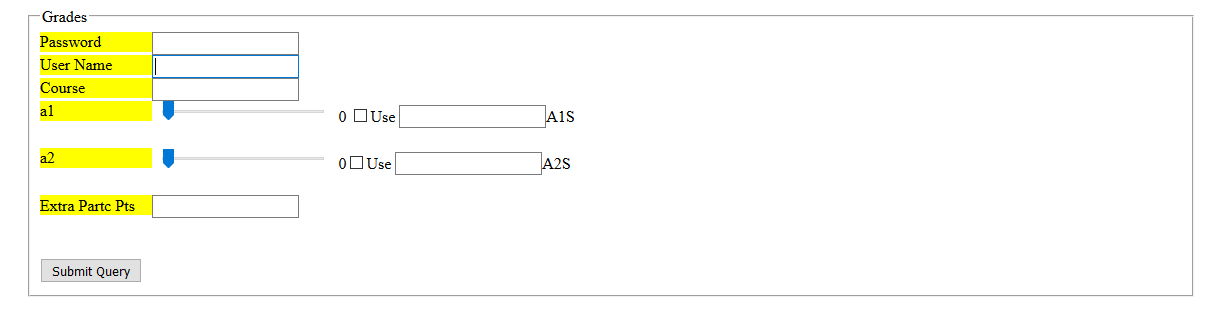 Grades
Password
User Name
Course
a1 0 Use A1S
a2 0 Use A2S
Extra Partc Pts
Submit Query